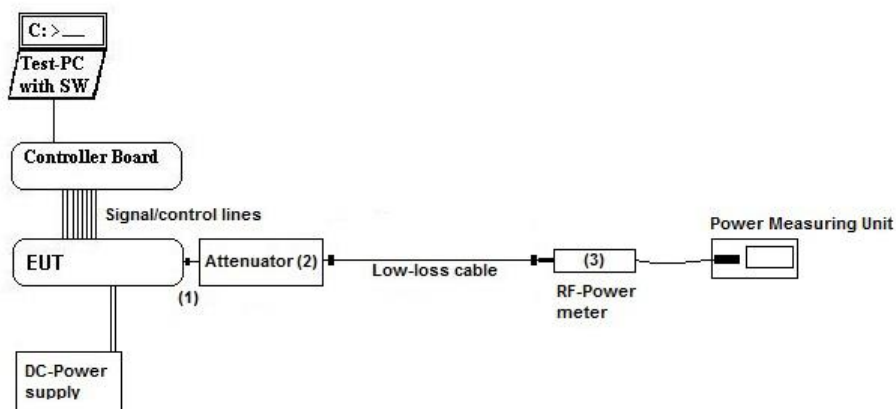 C: >__
Test-PC
with SW
Controller Board
Signal/control lines
Power Measuring Unit
EUT
Attenuator (2)
(3)
Low-loss cable
(1)
RF-Power
meter
DC-Power
supply